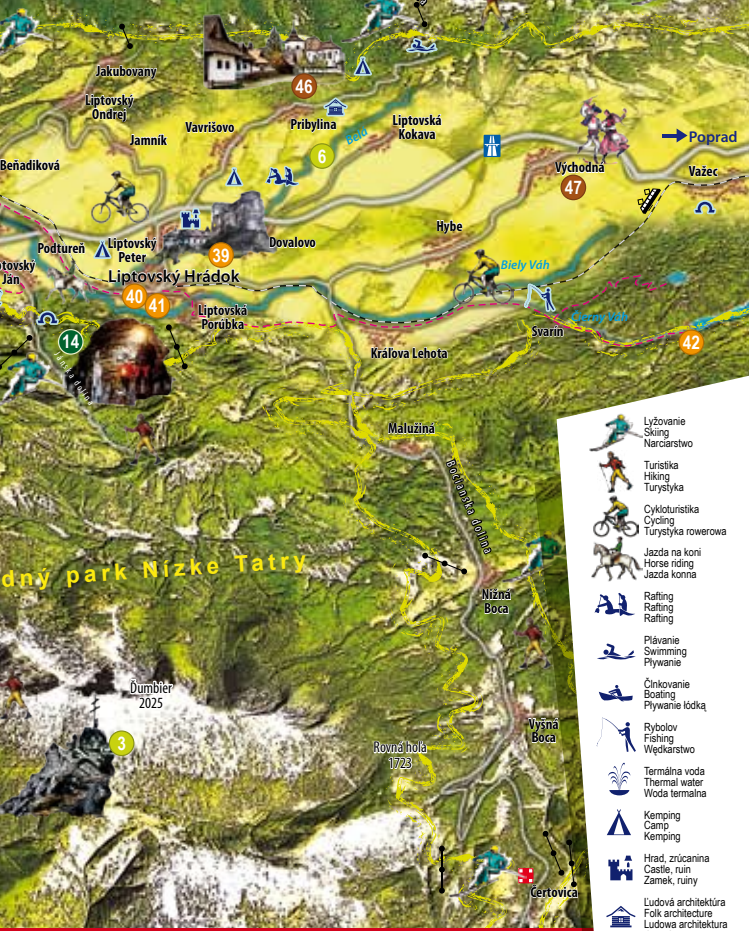 Jakubovany
46
Liptovský
Ondrej
Pribylina
Liptovská
Kokava
Vavrišovo
Jamník
Belá
6
Poprad
Beňadiková
Východná
47
Važec
Hybe
Podtureň
Liptovský
Peter
39
Dovalovo
Ján
Liptovský Hrádok
40
41
Biely Váh
Čierny Váh
Liptovská
Porúbka
Svarín
42
14
Kráľova Lehota
Malužiná
Bocianska dolina
dný park Nízke Tatry
Nižná
Boca
Ďumbier
2025
3
Rovná hoľa
1723
Vyšná
Boca
Čertovica
Lyžovanie
Skiing
Narciarstwo
Turistika
Hiking
Turystyka
Cykloturistika
Cycling
Turystyka rowerowa
Jazda na koni
Horse riding
Jazda konna
Rafting
Rafting
Rafting
Plávanie
Swimming
Pływanie
Člnkovanie
Boating
Pływanie łódką
Rybolov
Fishing
Wędkarstwo
Termálna voda
Thermal water
Woda termalna
Kemping
Camp
Kemping
Hrad, zrúcanina
Castle, ruin
Zamek, ruiny
Ľudová architektúra
Folk architecture
Ludowa architektura